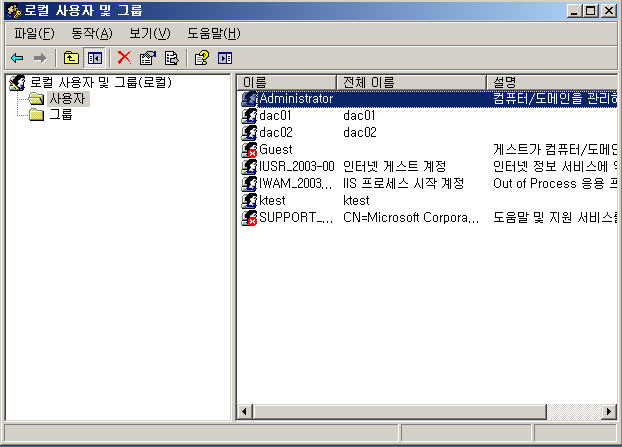 로컬 사용자 및 그룹
파일(F) 동작(A) 보기(V) 도움말(H)
로컬 사용자 및 그룹(로컬)
사용자
그룹
이름 전체 이름 설명
Administrator 컴퓨터/도메인을 관리하
dac01 dac01
dac02 dac02
Guest 게스트가 컴퓨터/도메인
IUSR_2003-00 인터넷 게스트 계정 인터넷 정보 서비스에
IWAM_2003,,, IIS 프로세스 시작 계정 Out of Process 응용
ktest ktest
SUPPORT_,,, CN=Microsoft Corpora,,, 도움말 및 지원 서비스를